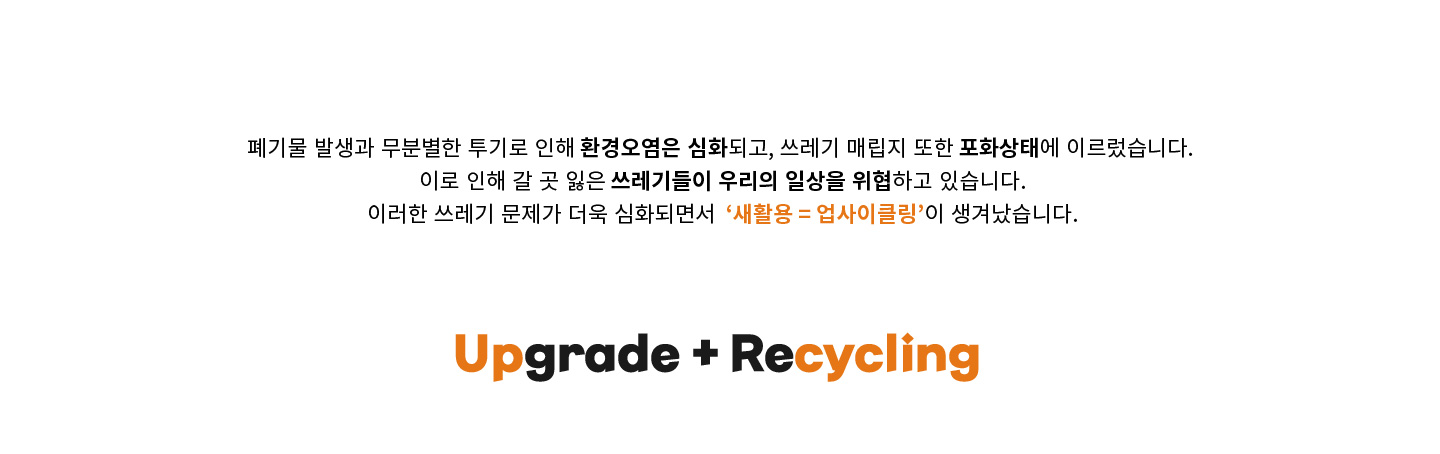 폐기물 발생과 무분별한 투기로 인해 환경오염은 심화되고, 쓰레기 매립지 또한 포화상태에 이르렀습니다.
이로 인해 갈 곳 잃은 쓰레기들이 우리의 일상을 위협하고 있습니다.
이러한 쓰레기 문제가 더욱 심화되면서 ‘새활용 = 업사이클링’이 생겨났습니다.
Upgrade + Recycling